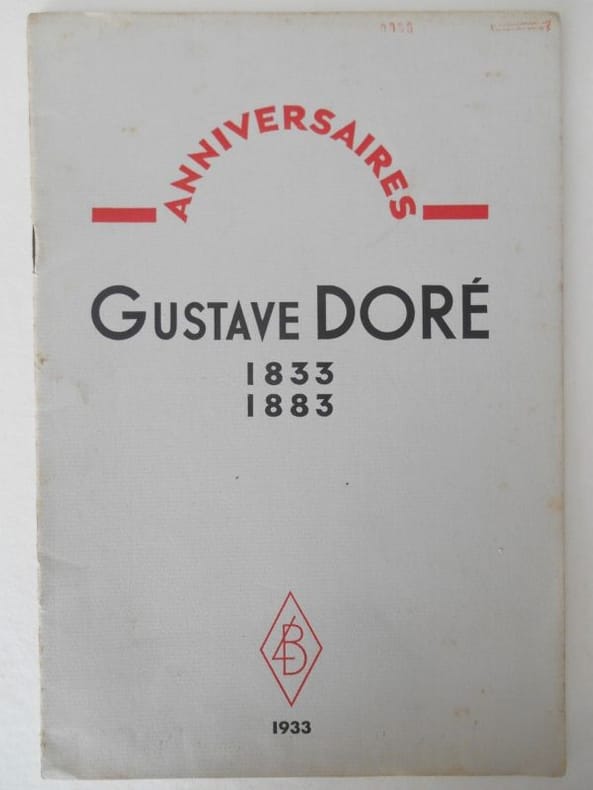 ANNIVERSAIRES
GUSTAVE DORÉ
1833
1883
1933